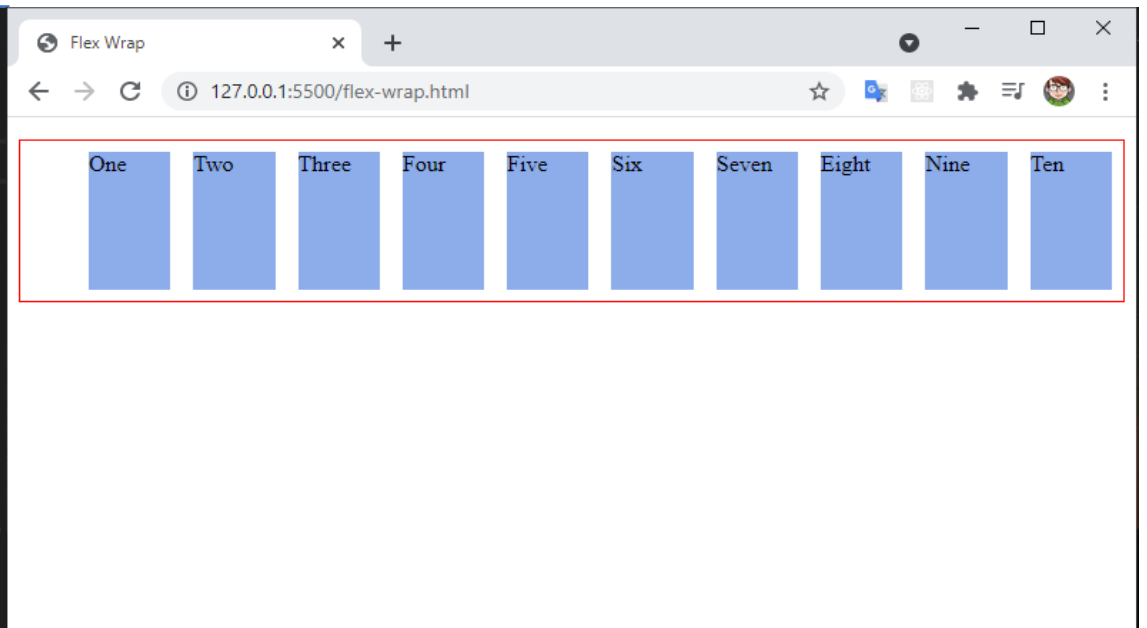 Flex Wrap
127.0.0.1:5500/flex-wrap.html
One Two Three Four Five Six Seven Eight Nine Ten